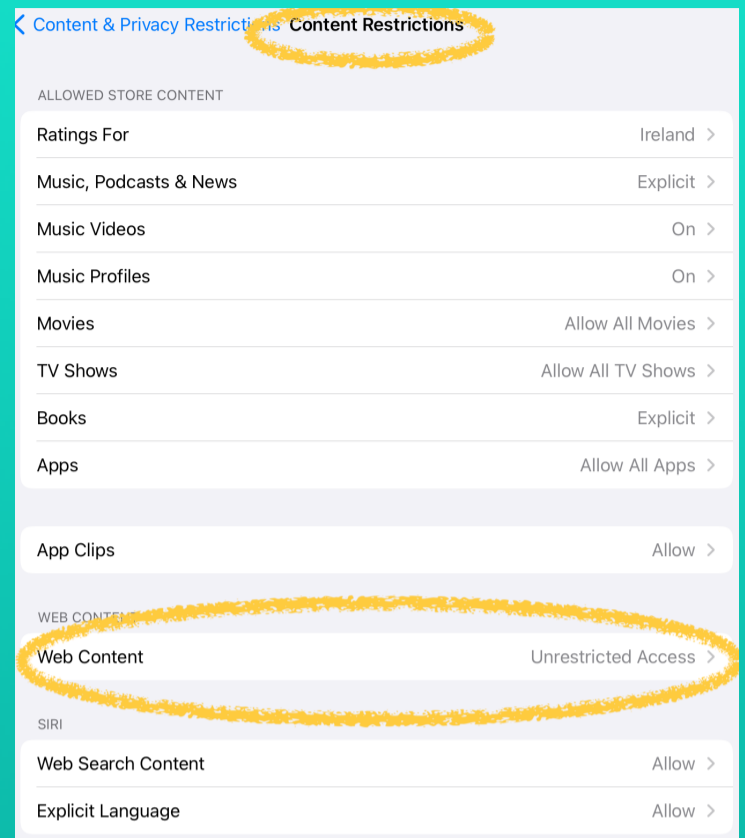 Content & Privacy Restrictions Content Restrictions
ALLOWED STORE CONTENT
Ratings For Ireland
Music, Podcasts & News Explicit
Music Videos On
Music Profiles On
Movies Allow All Movies
TV Shows Allow All TV Shows
Books Explicit
Apps Allow All Apps
App Clips Allow
WEB CONTENT
Web Content Unrestricted Access
SIRI
Web Search Content Allow
Explicit Language Allow